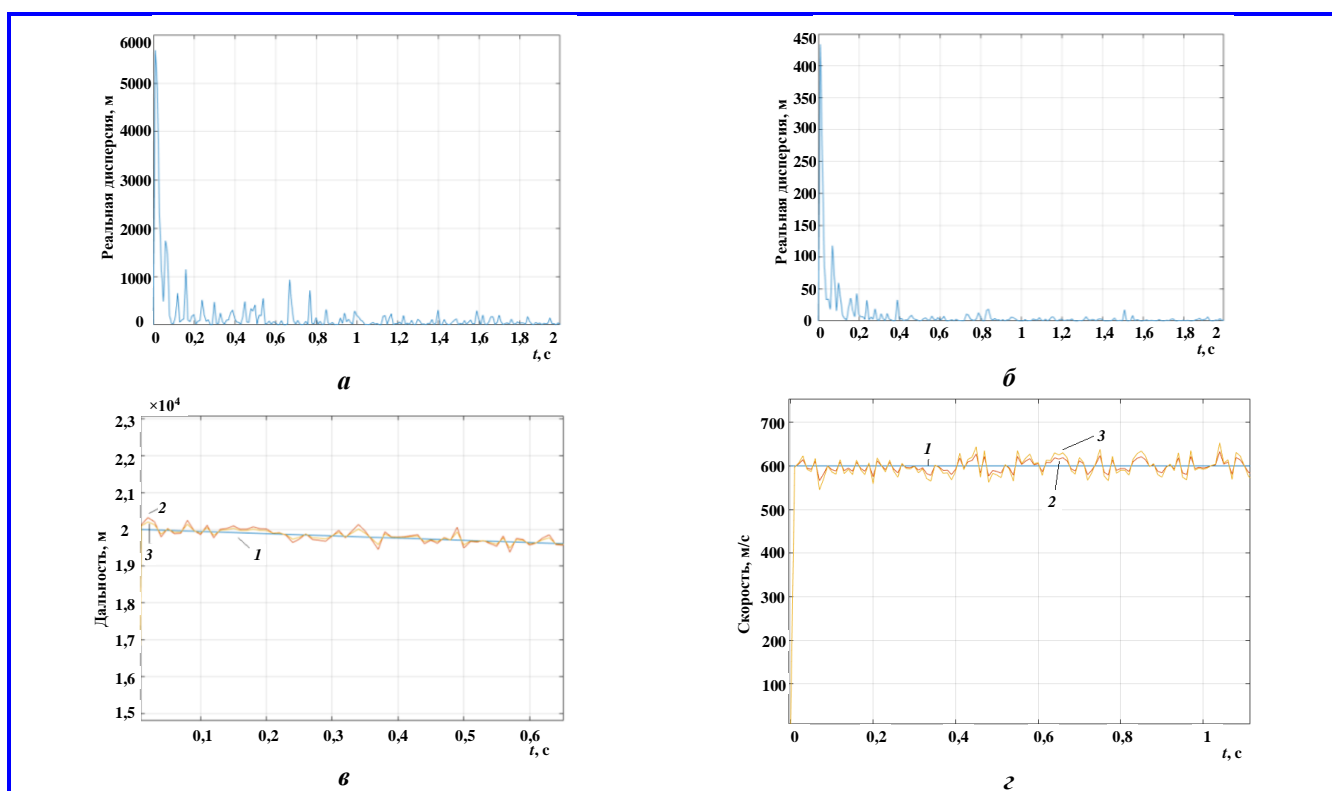 6000
5000
4000
3000
2000
1000
0
Реальная дисперсия, м
0 0,2 0,4 0,6 0,8 1 1,2 1,4 1,6 1,8 2
t, с
а
450
400
350
300
250
200
150
100
50
0
Реальная дисперсия, м
0 0,2 0,4 0,6 0,8 1 1,2 1,4 1,6 1,8 2
t, с
б
×10⁴
2,3
2,2
2,1
2
1,9
1,8
1,7
1,6
1,5
Дальность, м
2
3
1
0,1 0,2 0,3 0,4 0,5 0,6
t, с
в
700
600
500
400
300
200
100
Скорость, м/с
1
3
2
0 0,2 0,4 0,6 0,8 1
t, с
г